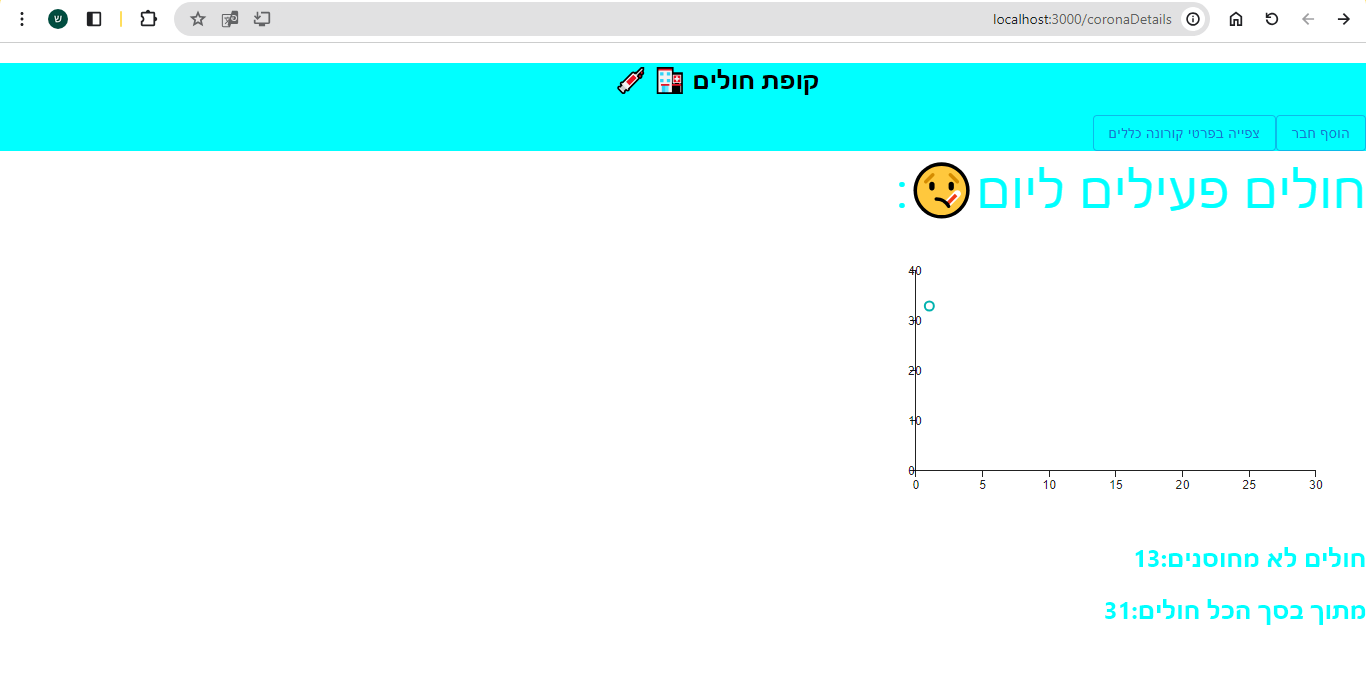 ש
localhost:3000/coronaDetails
קופת חולים
הוסף חבר
צפייה בפרטי קורונה כללים
חולים פעילים ליום :
40
30
20
10
0
0 5 10 15 20 25 30
חולים לא מחוסנים:13
מתוך בסך הכל חולים:31